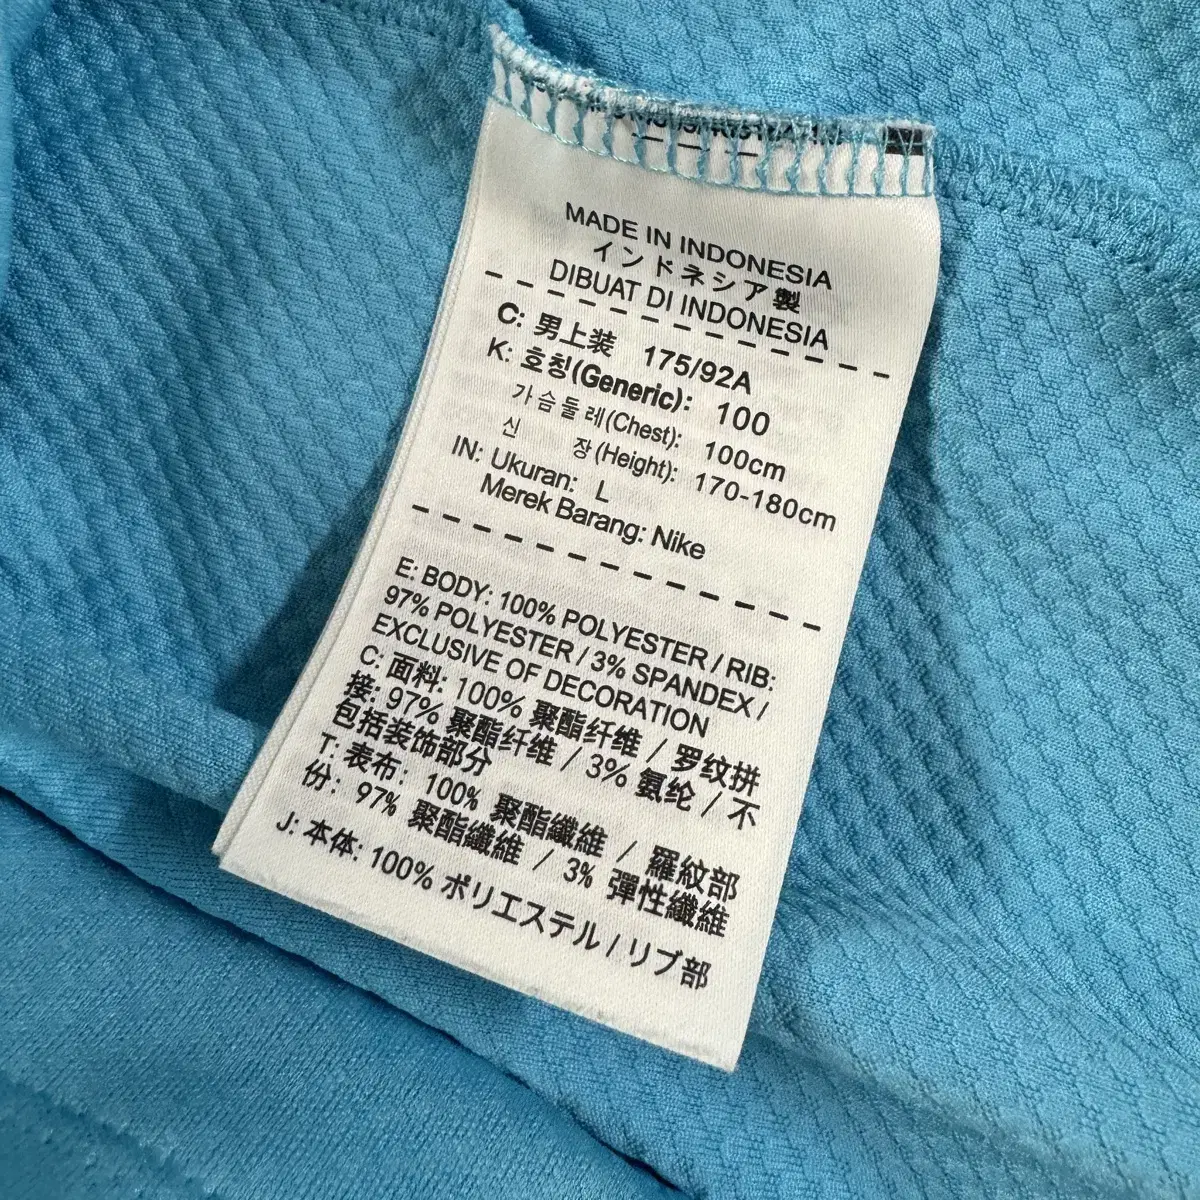 MADE IN INDONESIA
インドネシア製
DIBUAT DI INDONESIA
C: 男上装 175/92A
K: 호칭(Generic): 100
가슴둘레(Chest): 100cm
신 장(Height): 170-180cm
IN: Ukuran: L
Merek Barang: Nike
E: BODY: 100% POLYESTER / RIB:
97% POLYESTER / 3% SPANDEX /
EXCLUSIVE OF DECORATION
C: 面料: 100% 聚酯纤维 / 罗纹拼
接: 97% 聚酯纤维 / 3% 氨纶 / 不
包括装饰部分
T: 表布: 100% 聚酯纖維 / 羅紋部
份: 97% 聚酯纖維 / 3% 彈性纖維
J: 本体: 100% ポリエステル / リブ部